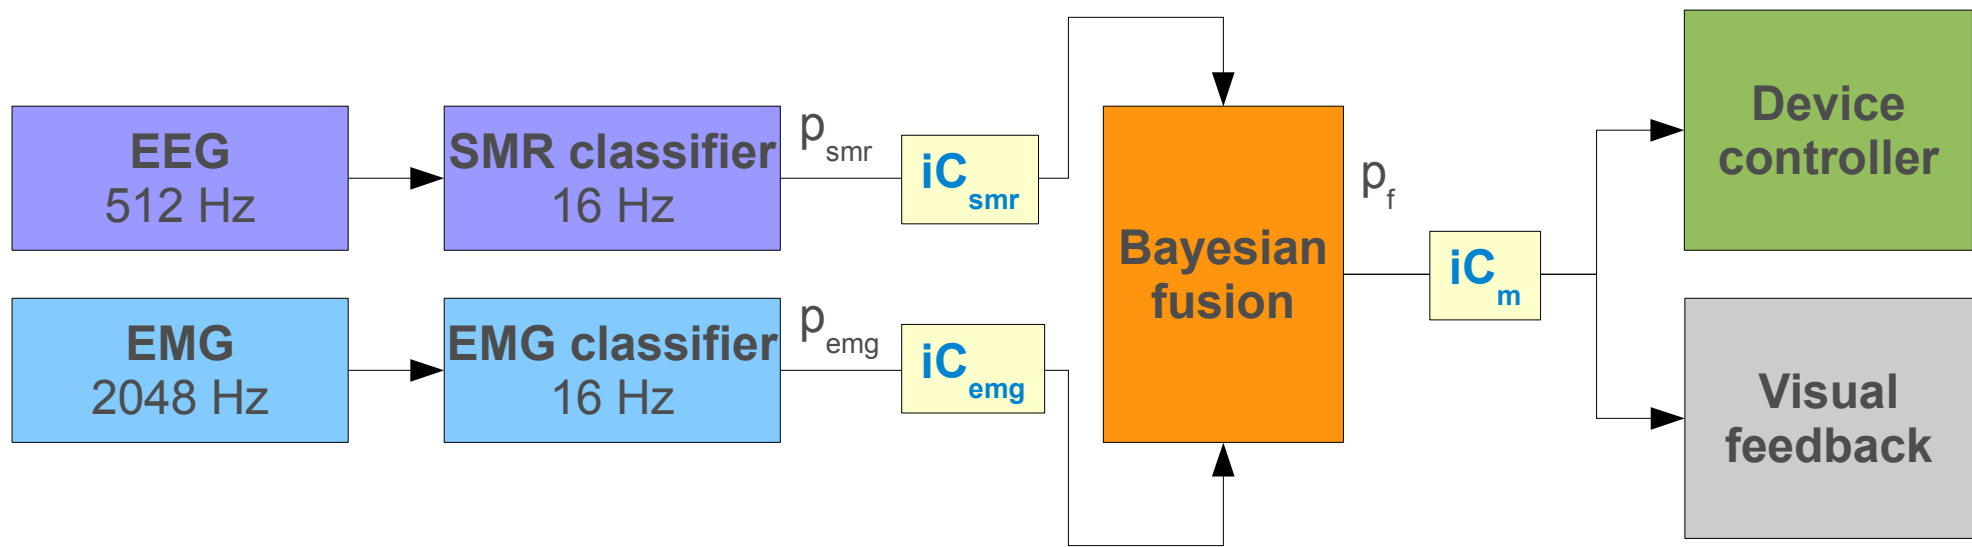 EEG
512 Hz
SMR classifier
16 Hz
p smr
iC smr
EMG
2048 Hz
EMG classifier
16 Hz
p emg
iC emg
Bayesian
fusion
p f
iC m
Device
controller
Visual
feedback